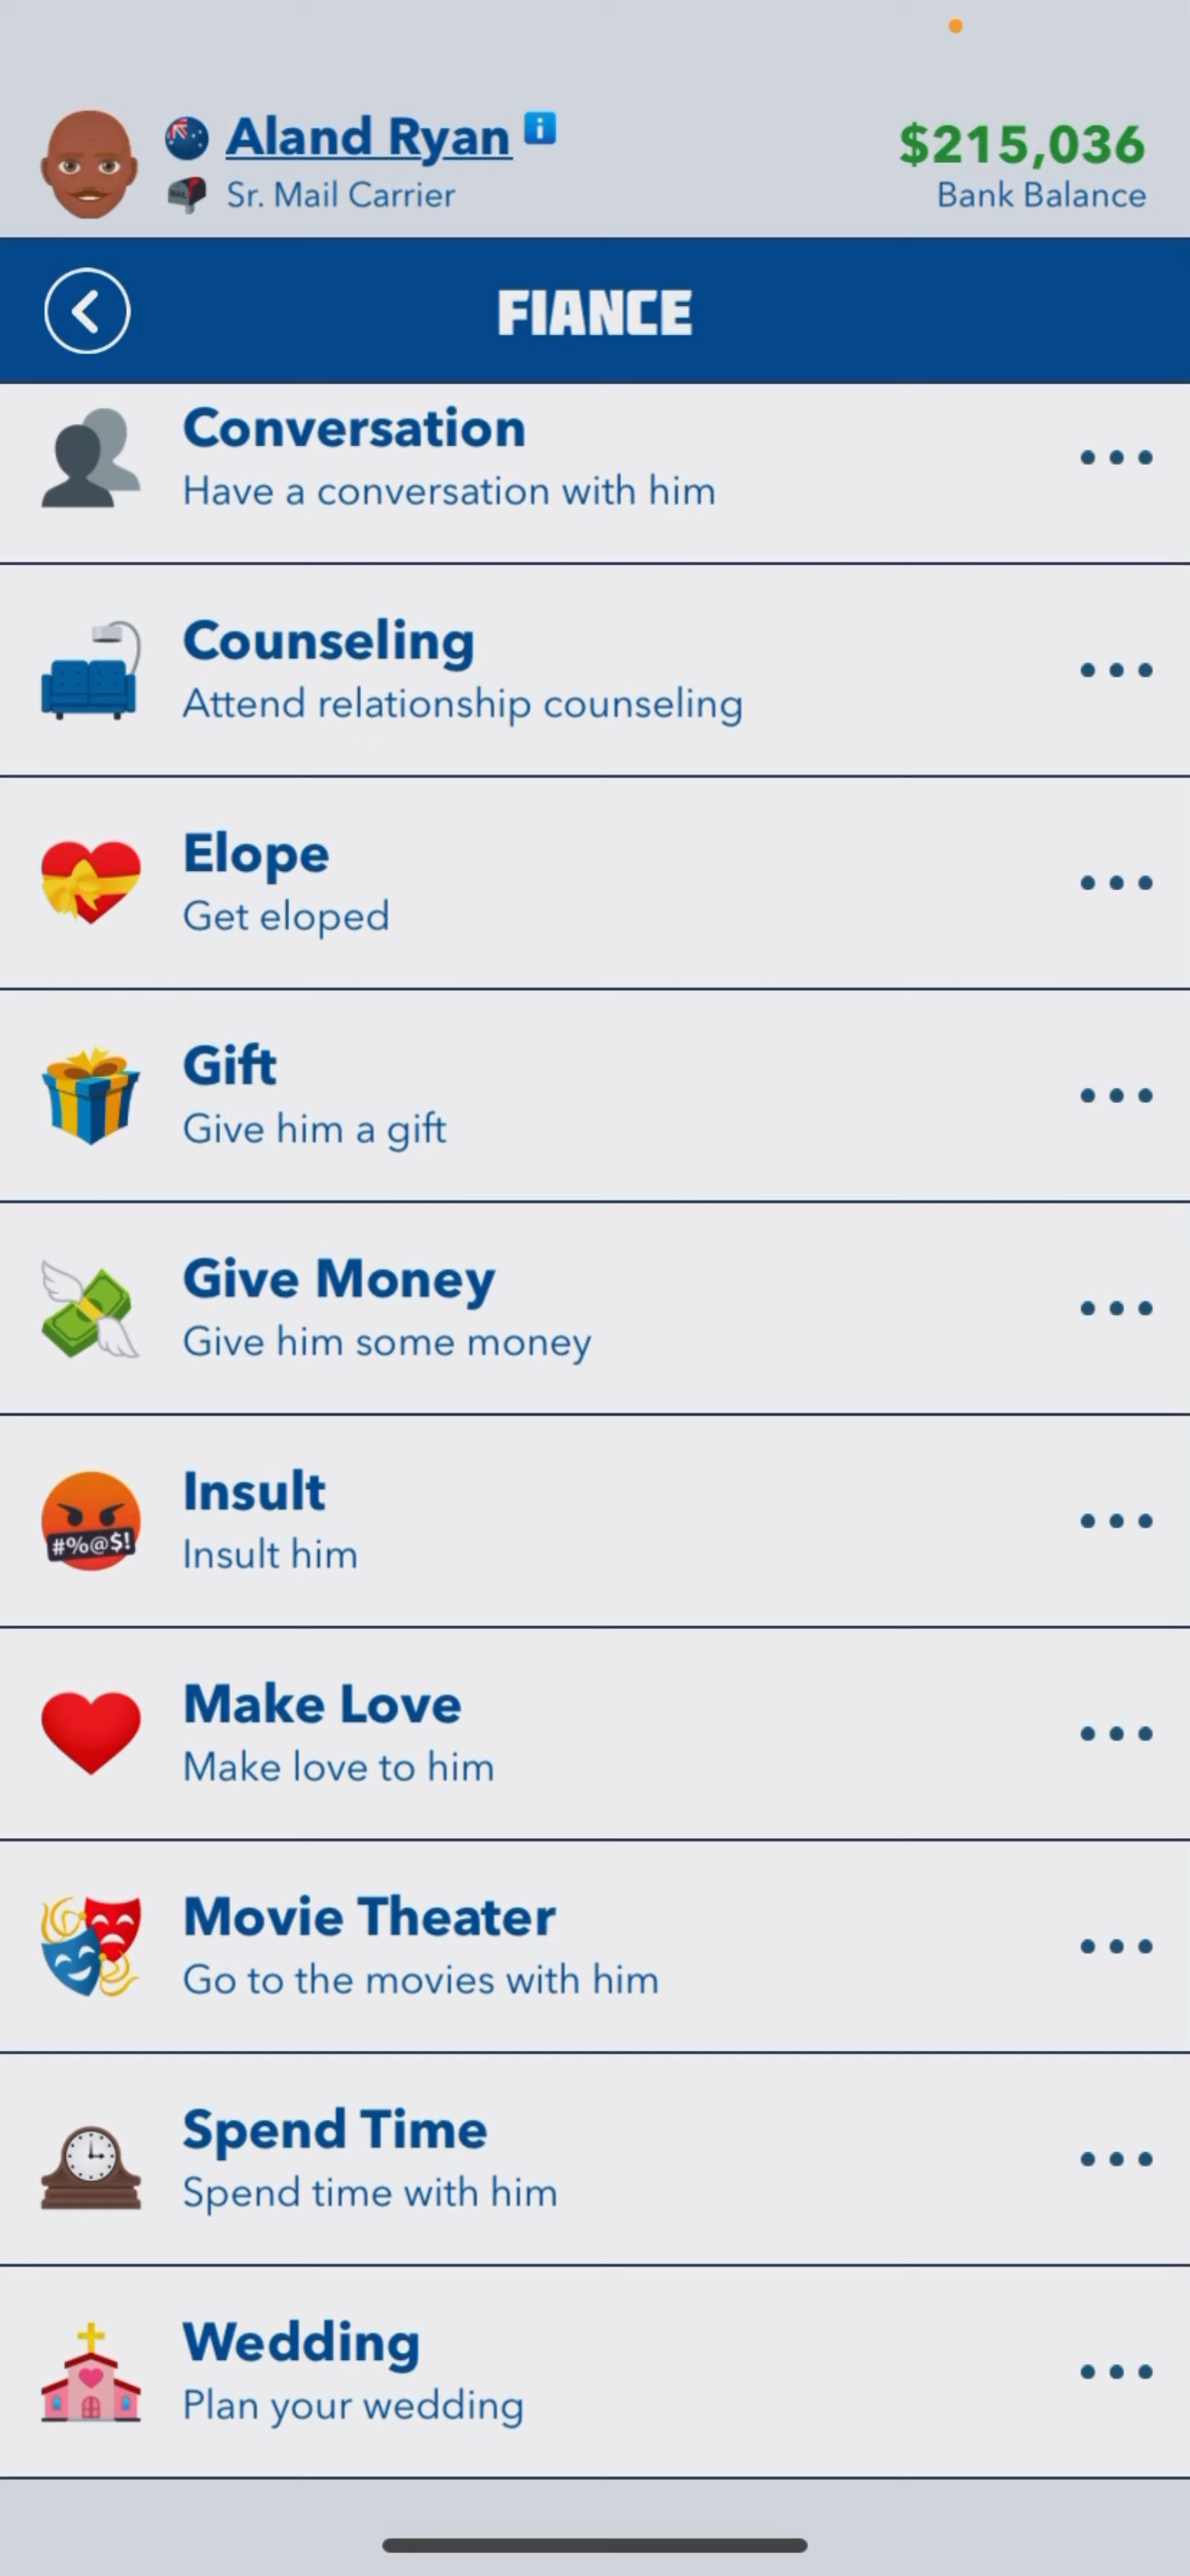 Aland Ryan
Sr. Mail Carrier
$215,036
Bank Balance
FIANCE
Conversation
Have a conversation with him
Counseling
Attend relationship counseling
Elope
Get eloped
Gift
Give him a gift
Give Money
Give him some money
#%@$!
Insult
Insult him
Make Love
Make love to him
Movie Theater
Go to the movies with him
Spend Time
Spend time with him
Wedding
Plan your wedding